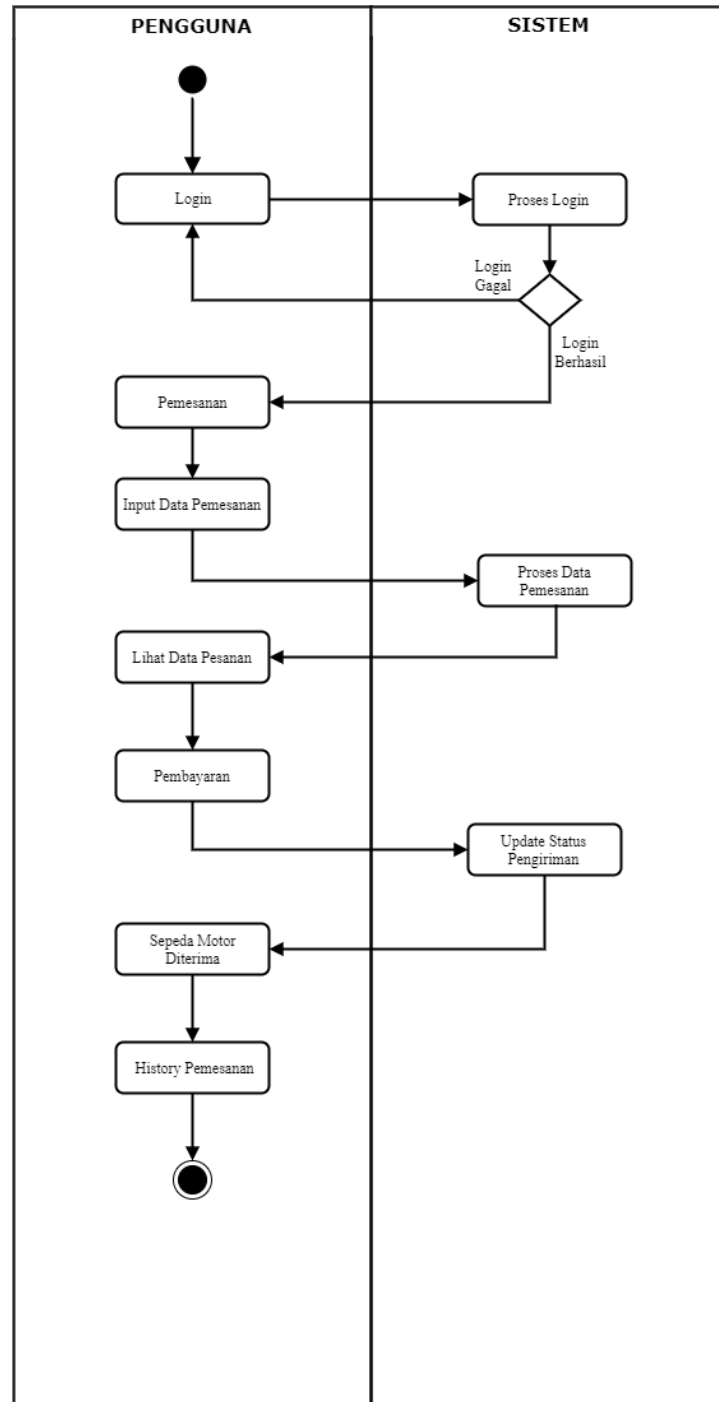 PENGGUNA
SISTEM
Login
Proses Login
Login
Gagal
Login
Berhasil
Pemesanan
Input Data Pemesanan
Proses Data
Pemesanan
Lihat Data Pesanan
Pembayaran
Update Status
Pengiriman
Sepeda Motor
Diterima
History Pemesanan